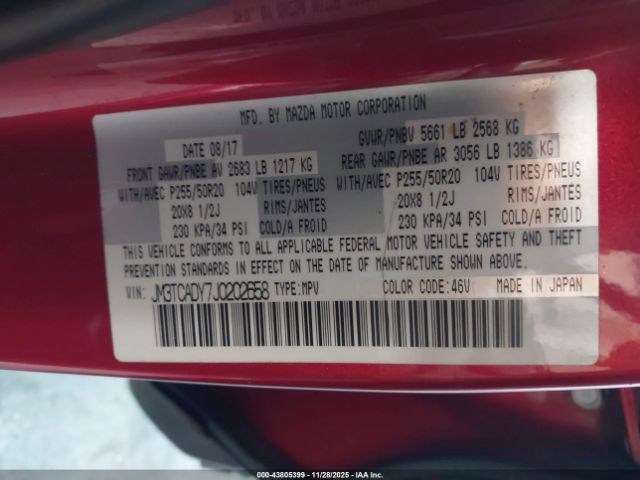 MFD. BY MAZDA MOTOR CORPORATION
DATE 08/17 GVWR/PNBV 5661 LB 2568 KG
FRONT GAWR/PNBE AV 2683 LB 1217 KG REAR GAWR/PNBE AR 3056 LB 1386 KG
WITH/AVEC P255/50R20 104V TIRES/PNEUS WITH/AVEC P255/50R20 104V TIRES/PNEUS
20X8 1/2J RIMS/JANTES 20X8 1/2J RIMS/JANTES
230 KPA/34 PSI COLD/A FROID 230 KPA/34 PSI COLD/A FROID
THIS VEHICLE CONFORMS TO ALL APPLICABLE FEDERAL MOTOR VEHICLE SAFETY AND THEFT
PREVENTION STANDARDS IN EFFECT ON THE DATE OF MANUFACTURE SHOWN ABOVE.
VIN: JM3TCADY7J0202658 TYPE:MPV COLOR CODE:46V MADE IN JAPAN
000-43805399 - 11/28/2025 - IAA Inc.